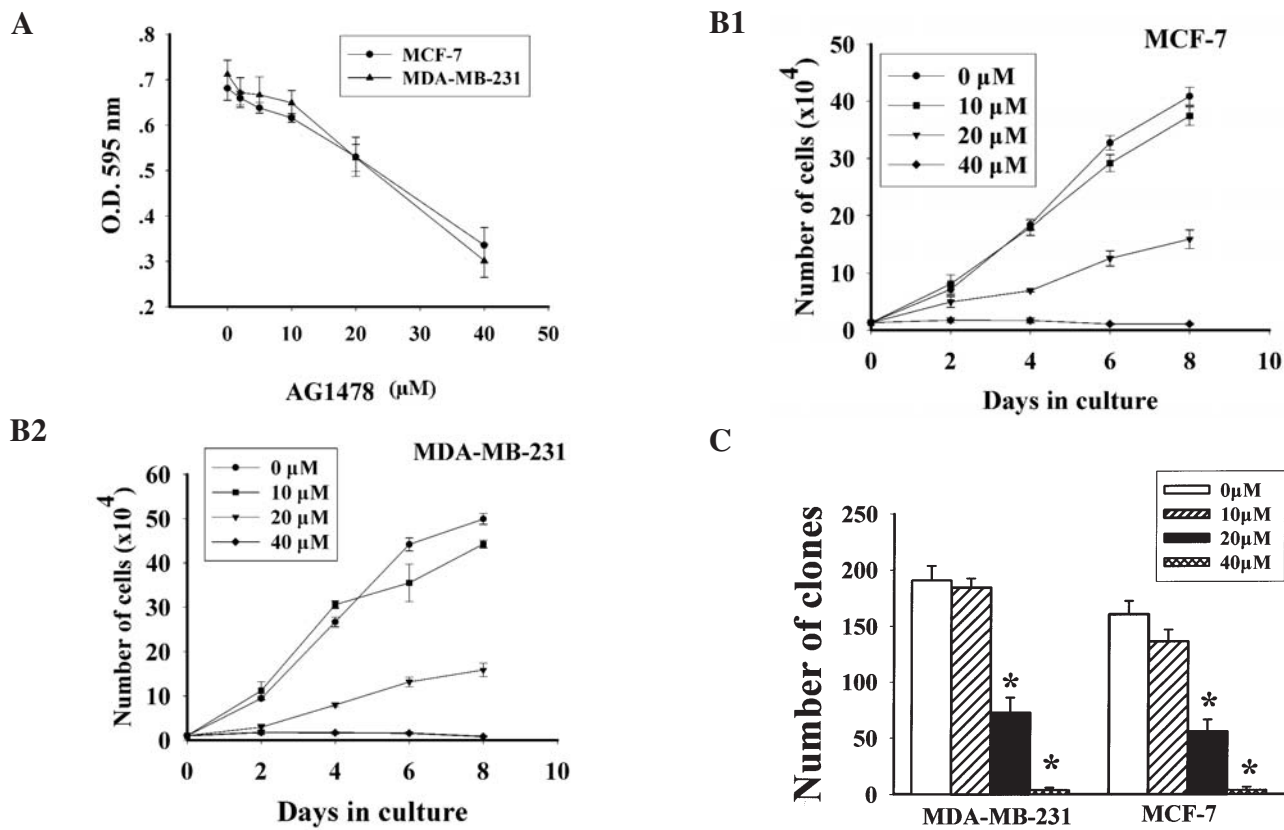 A
.8
.7
.6
.5
.4
.3
.2
O.D. 595 nm
MCF-7
MDA-MB-231
0 10 20 30 40 50
AG1478 (µM)
B1
MCF-7
50
40
30
20
10
0
Number of cells (x10^4)
0 µM
10 µM
20 µM
40 µM
0 2 4 6 8 10
Days in culture
B2
MDA-MB-231
60
50
40
30
20
10
0
Number of cells (x10^4)
0 µM
10 µM
20 µM
40 µM
0 2 4 6 8 10
Days in culture
C
0µM
10µM
20µM
40µM
250
200
150
100
50
0
Number of clones
* * * *
MDA-MB-231 MCF-7